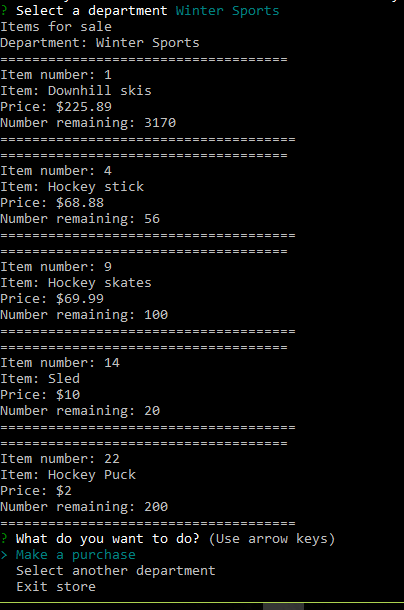 ? Select a department Winter Sports
Items for sale
Department: Winter Sports
====================================
Item number: 1
Item: Downhill skis
Price: $225.89
Number remaining: 3170
=====================================
====================================
Item number: 4
Item: Hockey stick
Price: $68.88
Number remaining: 56
=====================================
====================================
Item number: 9
Item: Hockey skates
Price: $69.99
Number remaining: 100
=====================================
====================================
Item number: 14
Item: Sled
Price: $10
Number remaining: 20
=====================================
====================================
Item number: 22
Item: Hockey Puck
Price: $2
Number remaining: 200
=====================================
? What do you want to do? (Use arrow keys)
> Make a purchase
  Select another department
  Exit store